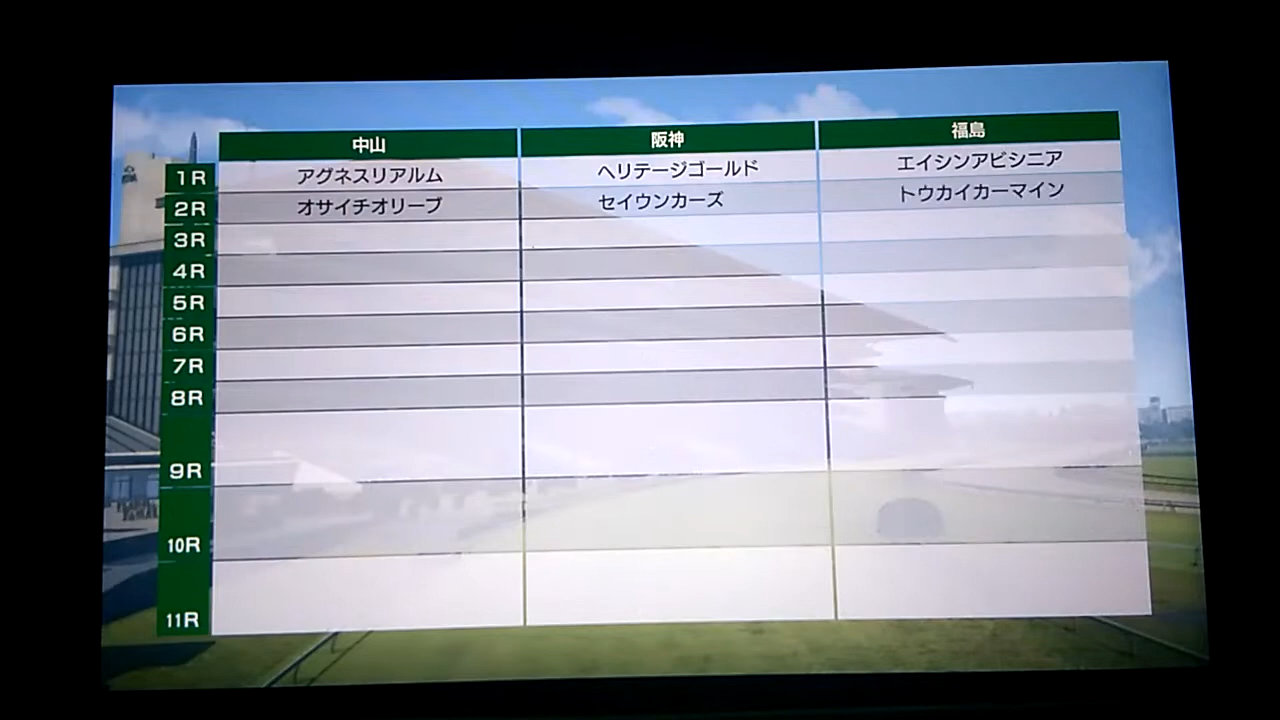 中山 阪神 福島
1R アグネスリアルム ヘリテージゴールド エイシンアビシニア
2R オサイチオリーブ セイウンカーズ トウカイカーマイン
3R
4R
5R
6R
7R
8R
9R
10R
11R